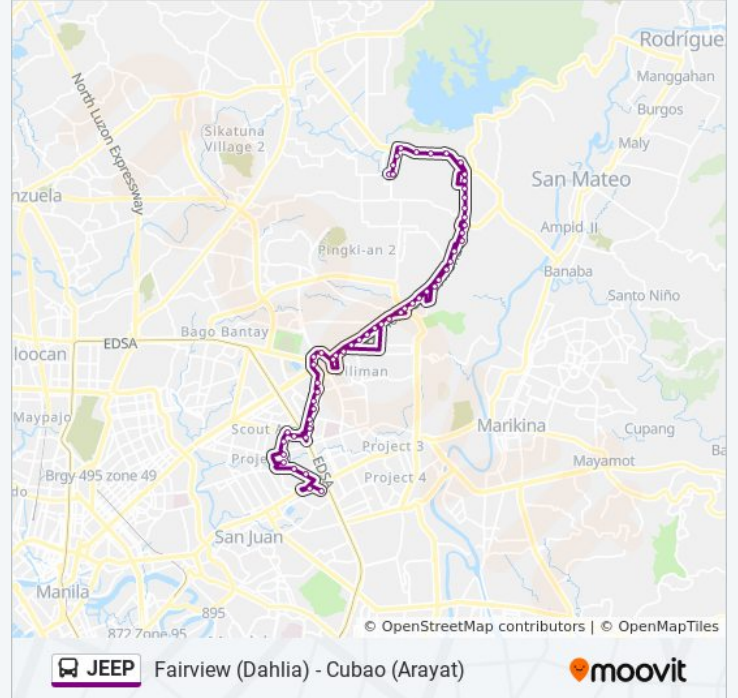 Rodrígue
Manggahan
North Luzon Expressway
Burgos
Sikatuna
Village 2
Maly
San Mateo
nzuela
Ampid II
Pingki-an 2
Banaba
Santo Niño
EDSA
Bago Bantay
loocan
Diliman
Maypajo
Scout A
Marikina
Cupang
Project 3
Ba
Proje
EDSA
Mayamot
Brgy 495 zone 49
Project 4
do
San Juan
Manila
895
872 Zone 95
© OpenStreetMap contributors | © OpenMapTiles
JEEP Fairview (Dahlia) - Cubao (Arayat)
moovit